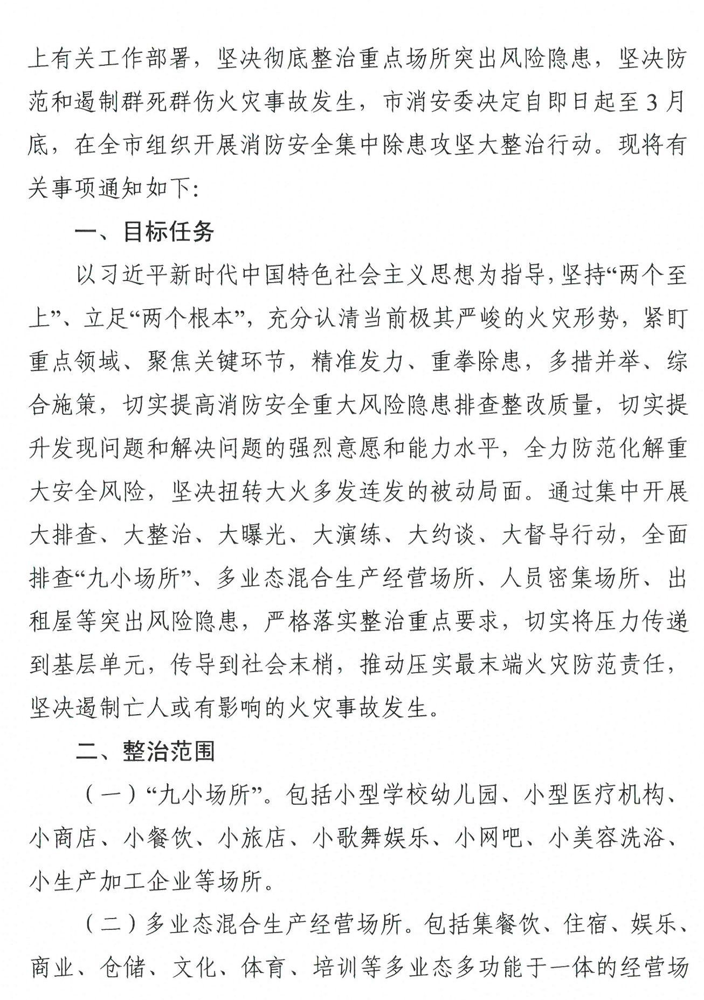 上有关工作部署，坚决彻底整治重点场所突出风险隐患，坚决防
范和遏制群死群伤火灾事故发生，市消安委决定自即日起至3月
底，在全市组织开展消防安全集中除患攻坚大整治行动。现将有
关事项通知如下：
一、目标任务
以习近平新时代中国特色社会主义思想为指导，坚持“两个至
上”、立足“两个根本”，充分认清当前极其严峻的火灾形势，紧盯
重点领域、聚焦关键环节，精准发力、重拳除患，多措并举、综
合施策，切实提高消防安全重大风险隐患排查整改质量，切实提
升发现问题和解决问题的强烈意愿和能力水平，全力防范化解重
大安全风险，坚决扭转大火多发连发的被动局面。通过集中开展
大排查、大整治、大曝光、大演练、大约谈、大督导行动，全面
排查“九小场所”、多业态混合生产经营场所、人员密集场所、出
租屋等突出风险隐患，严格落实整治重点要求，切实将压力传递
到基层单元，传导到社会末梢，推动压实最末端火灾防范责任，
坚决遏制亡人或有影响的火灾事故发生。
二、整治范围
（一）“九小场所”。包括小型学校幼儿园、小型医疗机构、
小商店、小餐饮、小旅店、小歌舞娱乐、小网吧、小美容洗浴、
小生产加工企业等场所。
（二）多业态混合生产经营场所。包括集餐饮、住宿、娱乐、
商业、仓储、文化、体育、培训等多业态多功能于一体的经营场